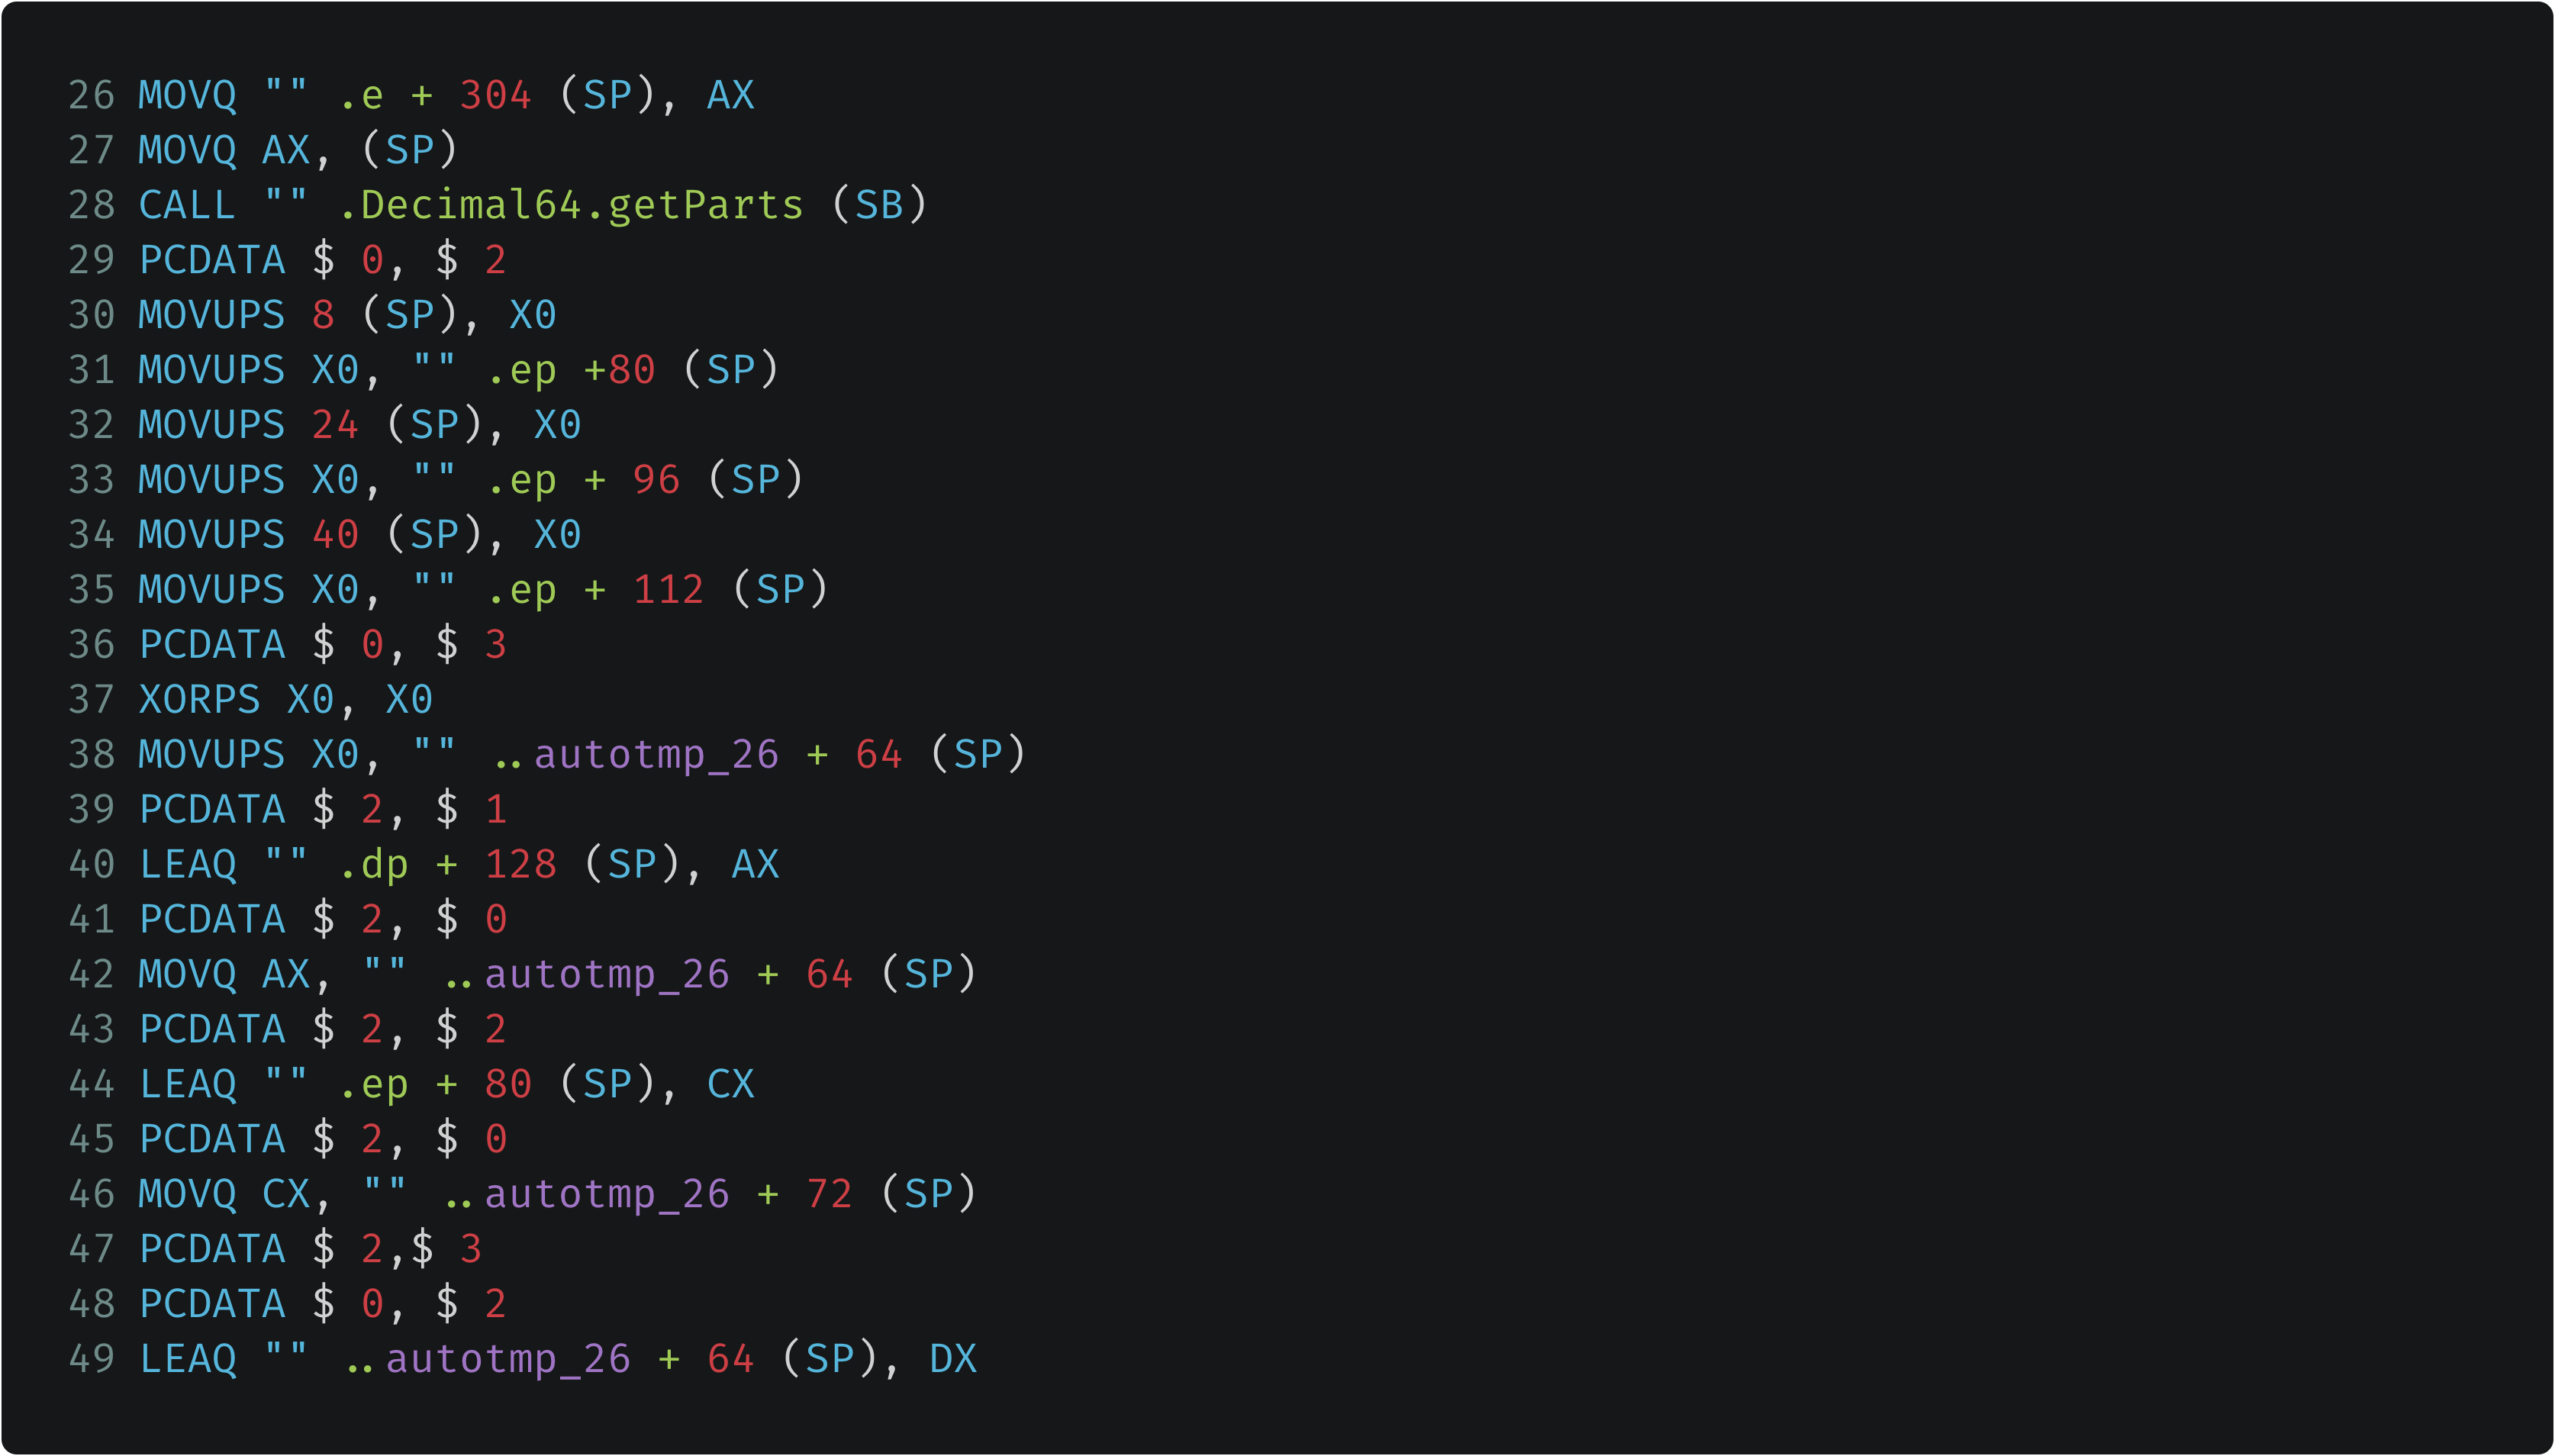 26 MOVQ "" .e + 304 (SP), AX
27 MOVQ AX, (SP)
28 CALL "" .Decimal64.getParts (SB)
29 PCDATA $ 0, $ 2
30 MOVUPS 8 (SP), X0
31 MOVUPS X0, "" .ep +80 (SP)
32 MOVUPS 24 (SP), X0
33 MOVUPS X0, "" .ep + 96 (SP)
34 MOVUPS 40 (SP), X0
35 MOVUPS X0, "" .ep + 112 (SP)
36 PCDATA $ 0, $ 3
37 XORPS X0, X0
38 MOVUPS X0, "" ..autotmp_26 + 64 (SP)
39 PCDATA $ 2, $ 1
40 LEAQ "" .dp + 128 (SP), AX
41 PCDATA $ 2, $ 0
42 MOVQ AX, "" ..autotmp_26 + 64 (SP)
43 PCDATA $ 2, $ 2
44 LEAQ "" .ep + 80 (SP), CX
45 PCDATA $ 2, $ 0
46 MOVQ CX, "" ..autotmp_26 + 72 (SP)
47 PCDATA $ 2,$ 3
48 PCDATA $ 0, $ 2
49 LEAQ "" ..autotmp_26 + 64 (SP), DX